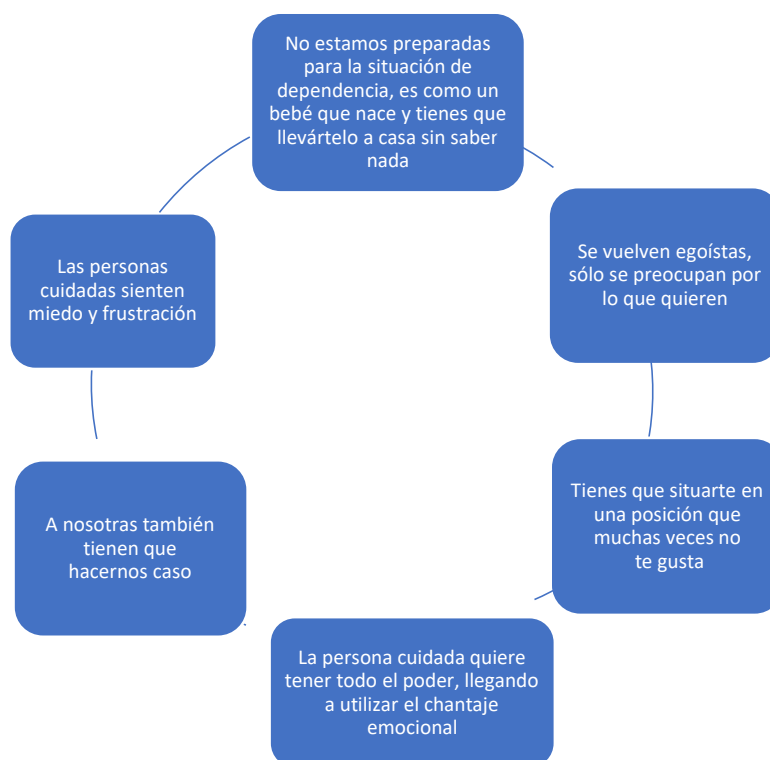 No estamos preparadas
para la situación de
dependencia, es como un
bebé que nace y tienes que
llevártelo a casa sin saber
nada
Se vuelven egoístas,
sólo se preocupan por
lo que quieren
Tienes que situarte en
una posición que
muchas veces no
te gusta
La persona cuidada quiere
tener todo el poder, llegando
a utilizar el chantaje
emocional
A nosotras también
tienen que
hacernos caso
Las personas
cuidadas sienten
miedo y frustración